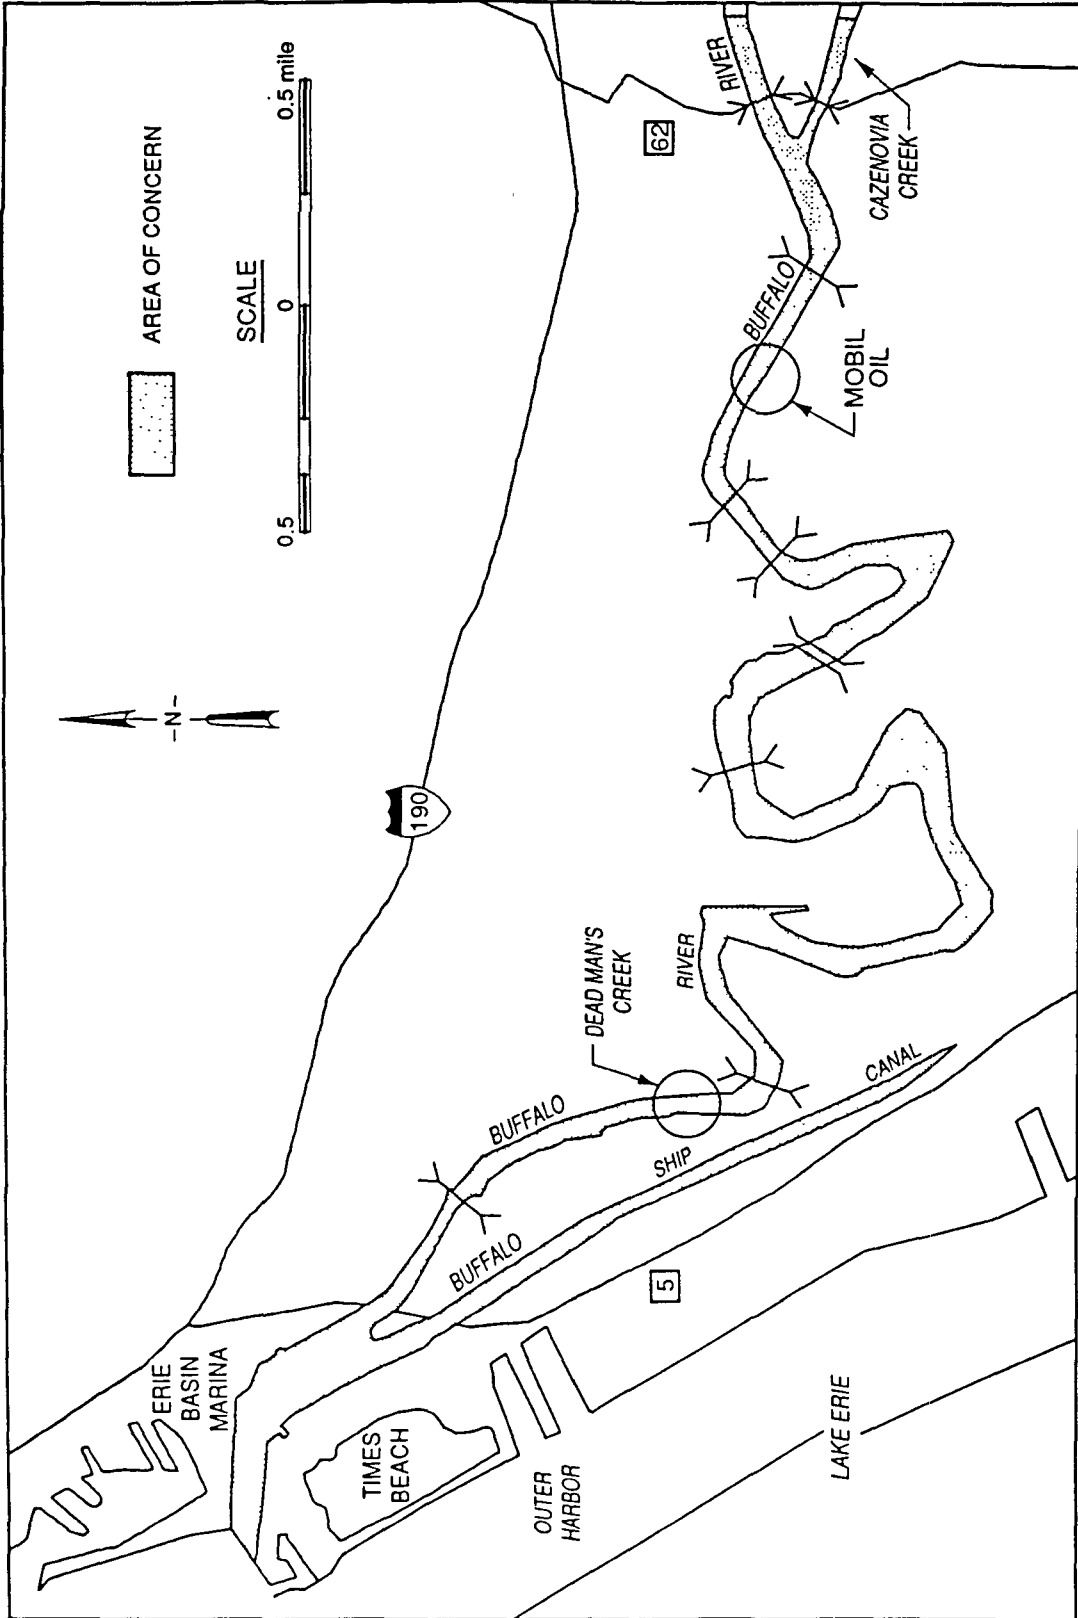 AREA OF CONCERN
SCALE
0.5
0
0.5 mile
-N-
190
62
5
ERIE
BASIN
MARINA
TIMES
BEACH
OUTER
HARBOR
LAKE ERIE
BUFFALO
SHIP
CANAL
BUFFALO
RIVER
DEAD MAN'S
CREEK
BUFFALO
RIVER
MOBIL
OIL
CAZENOVIA
CREEK